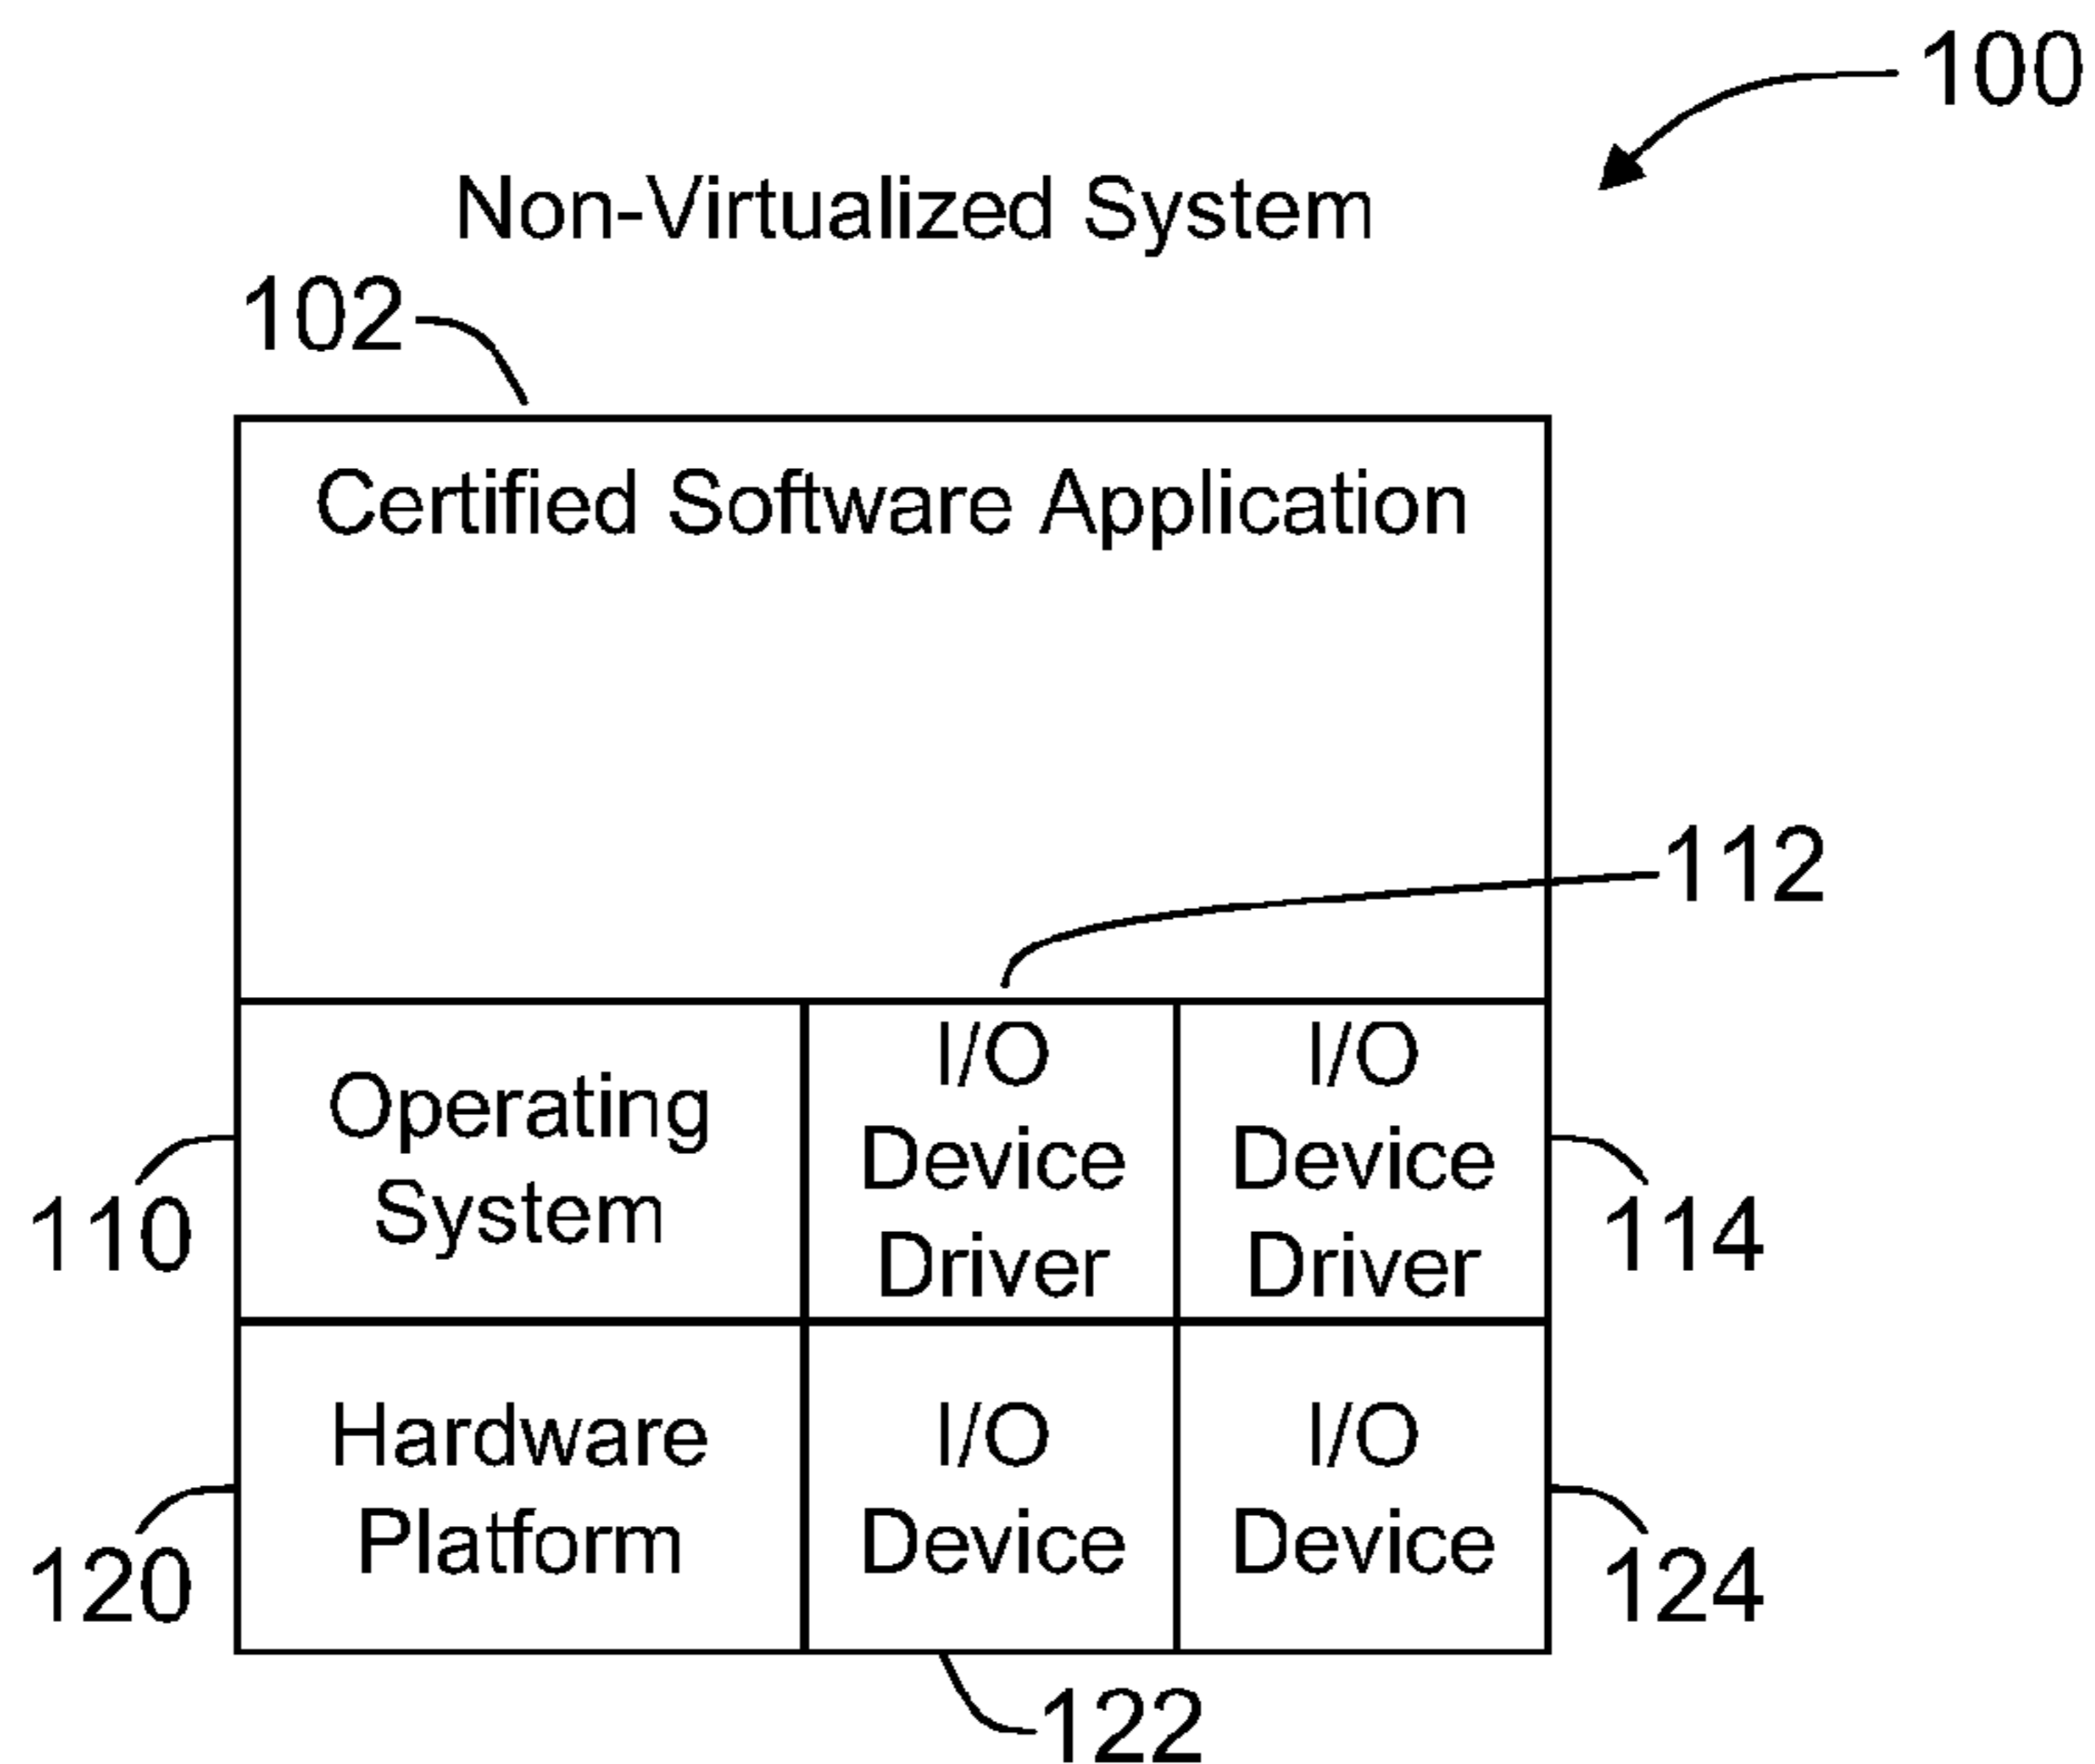 100
Non-Virtualized System
102
Certified Software Application
112
Operating
System
I/O
Device
Driver
I/O
Device
Driver
110
114
Hardware
Platform
I/O
Device
I/O
Device
120
124
122